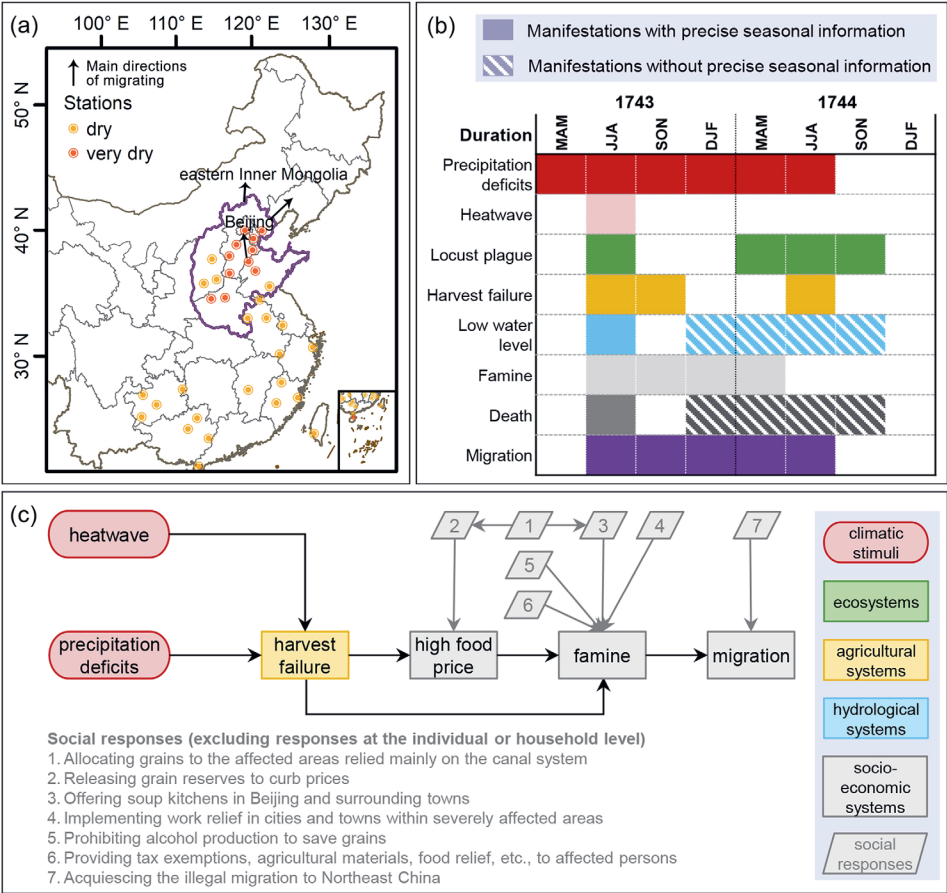 (a)
100° E
110° E
120° E
130° E
50° N
40° N
30° N
Main directions
of migrating
Stations
dry
very dry
eastern Inner Mongolia
Beijing
(b)
Manifestations with precise seasonal information
Manifestations without precise seasonal information
1743
1744
Duration
MAM
JJA
SON
DJF
MAM
JJA
SON
DJF
Precipitation
deficits
Heatwave
Locust plague
Harvest failure
Low water
level
Famine
Death
Migration
(c)
heatwave
precipitation
deficits
harvest
failure
high food
price
famine
migration
2
1
3
4
7
5
6
climatic
stimuli
ecosystems
agricultural
systems
hydrological
systems
socio-
economic
systems
social
responses
Social responses (excluding responses at the individual or household level)
1. Allocating grains to the affected areas relied mainly on the canal system
2. Releasing grain reserves to curb prices
3. Offering soup kitchens in Beijing and surrounding towns
4. Implementing work relief in cities and towns within severely affected areas
5. Prohibiting alcohol production to save grains
6. Providing tax exemptions, agricultural materials, food relief, etc., to affected persons
7. Acquiescing the illegal migration to Northeast China